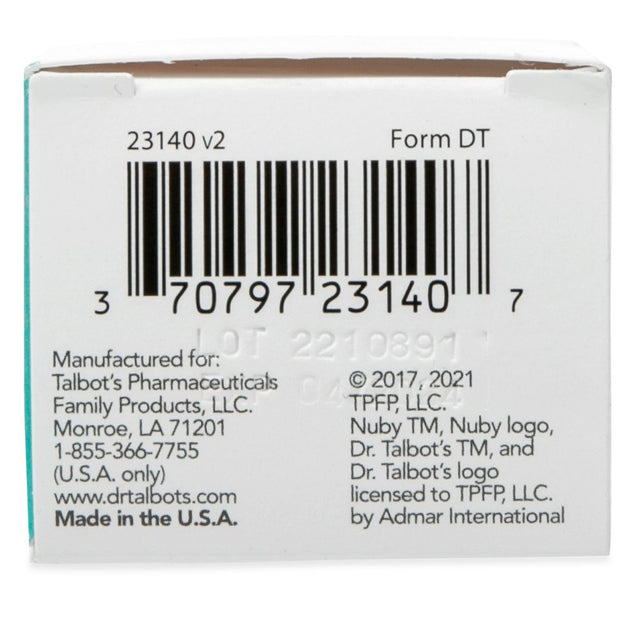 23140 v2 Form DT
3 70797 23140 7
LOT 2210891
EXP 04
Manufactured for:
Talbot's Pharmaceuticals
Family Products, LLC.
Monroe, LA 71201
1-855-366-7755
(U.S.A. only)
www.drtalbots.com
Made in the U.S.A.
© 2017, 2021
TPFP, LLC.
Nuby TM, Nuby logo,
Dr. Talbot's TM, and
Dr. Talbot's logo
licensed to TPFP, LLC.
by Admar International